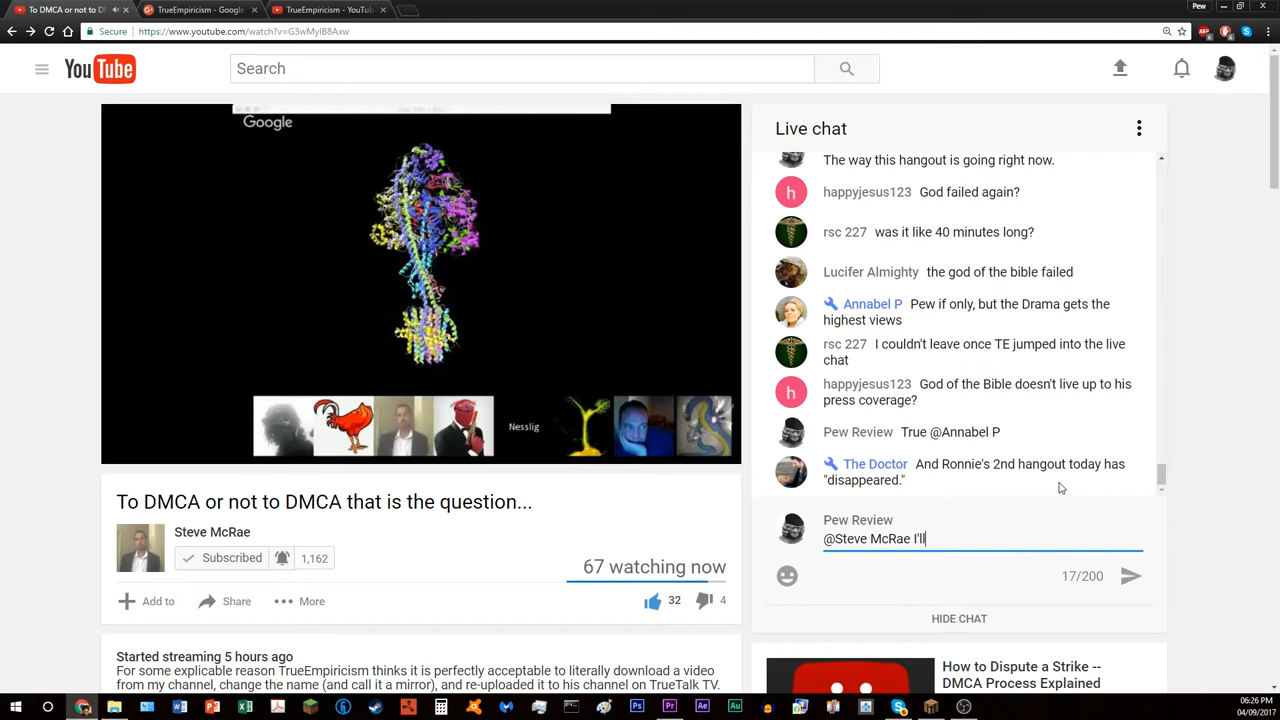 To DMCA or not to D
TrueEmpiricism - Google
TrueEmpiricism - YouTu
Pew
Secure
https://www.youtube.com/watch?v=G3wMyIB8Axw
YouTube
Search
Google
Nesslig
To DMCA or not to DMCA that is the question...
Steve McRae
Subscribed
1,162
67 watching now
Add to
Share
More
32
4
Started streaming 5 hours ago
For some explicable reason TrueEmpiricism thinks it is perfectly acceptable to literally download a video
from my channel, change the name (and call it a mirror), and re-uploaded it to his channel on TrueTalk TV.
Live chat
The way this hangout is going right now.
h
happyjesus123 God failed again?
rsc 227 was it like 40 minutes long?
Lucifer Almighty the god of the bible failed
Annabel P Pew if only, but the Drama gets the
highest views
rsc 227 I couldn't leave once TE jumped into the live
chat
h
happyjesus123 God of the Bible doesn't live up to his
press coverage?
Pew Review True @Annabel P
The Doctor And Ronnie's 2nd hangout today has
"disappeared."
Pew Review
@Steve McRae I'll
17/200
HIDE CHAT
How to Dispute a Strike --
DMCA Process Explained
06:26 PM
04/09/2017